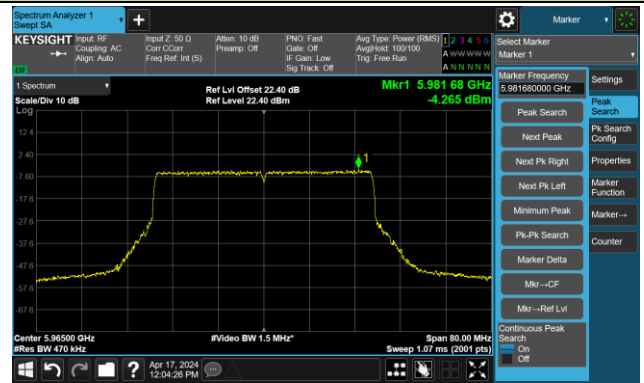 Spectrum Analyzer 1
Swept SA
Marker
KEYSIGHT
Input: RF
Coupling: AC
Align: Auto
Input Z: 50 Ω
Corr CCorr
Freq Ref: Int (S)
Atten: 10 dB
Preamp: Off
PNO: Fast
Gate: Off
IF Gain: Low
Sig Track: Off
Avg Type: Power (RMS)
Avg|Hold: 100/100
Trig: Free Run
1 2 3 4 5 6
A W W W W W
A N N N N N
1 Spectrum
Scale/Div 10 dB
Ref Lvl Offset 22.40 dB
Ref Level 22.40 dBm
Mkr1 5.981 68 GHz
-4.265 dBm
Log
12.4
2.40
-7.60
-17.6
-27.6
-37.6
-47.6
-57.6
-67.6
1
Center 5.96500 GHz
#Res BW 470 kHz
#Video BW 1.5 MHz*
Span 80.00 MHz
Sweep 1.07 ms (2001 pts)
Select Marker
Marker 1
Marker Frequency
5.981680000 GHz
Peak Search
Next Peak
Next Pk Right
Next Pk Left
Minimum Peak
Pk-Pk Search
Marker Delta
Mkr→CF
Mkr→Ref Lvl
Continuous Peak
Search
On
Off
Settings
Peak
Search
Pk Search
Config
Properties
Marker
Function
Marker→
Counter
Apr 17, 2024
12:04:26 PM